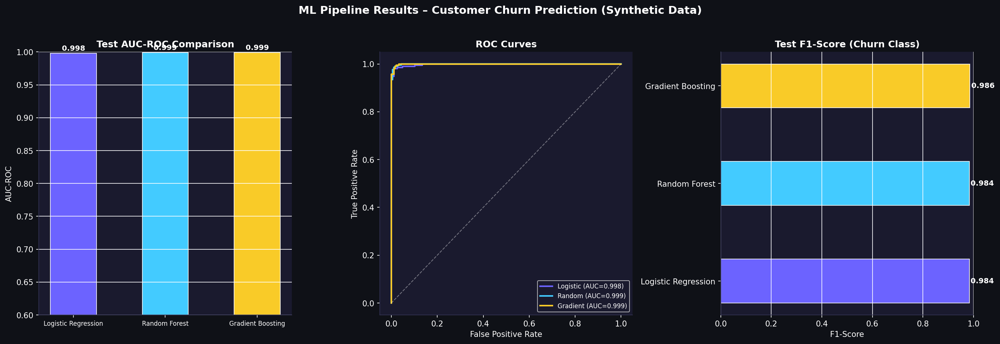 ML Pipeline Results – Customer Churn Prediction (Synthetic Data)
Test AUC-ROC Comparison
0.998
0.999
0.999
1.00
0.95
0.90
0.85
0.80
0.75
0.70
0.65
0.60
AUC-ROC
Logistic Regression
Random Forest
Gradient Boosting
ROC Curves
1.0
0.8
0.6
0.4
0.2
0.0
True Positive Rate
Logistic (AUC=0.998)
Random (AUC=0.999)
Gradient (AUC=0.999)
0.0 0.2 0.4 0.6 0.8 1.0
False Positive Rate
Test F1-Score (Churn Class)
Gradient Boosting
0.986
Random Forest
0.984
Logistic Regression
0.984
0.0 0.2 0.4 0.6 0.8 1.0
F1-Score